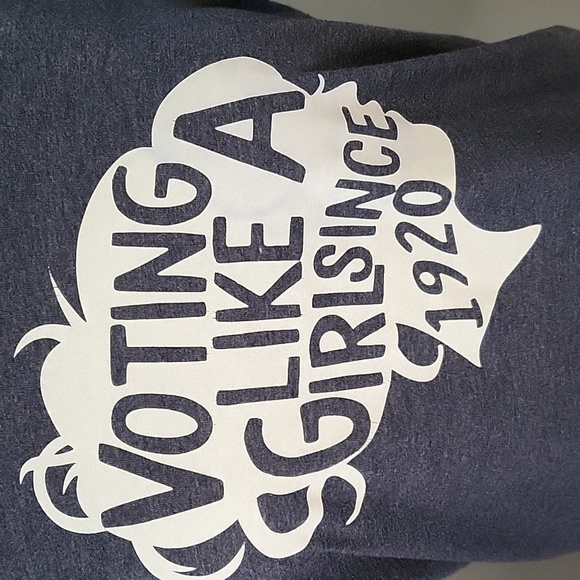 VOTING
LIKE A
GIRL SINCE
1920